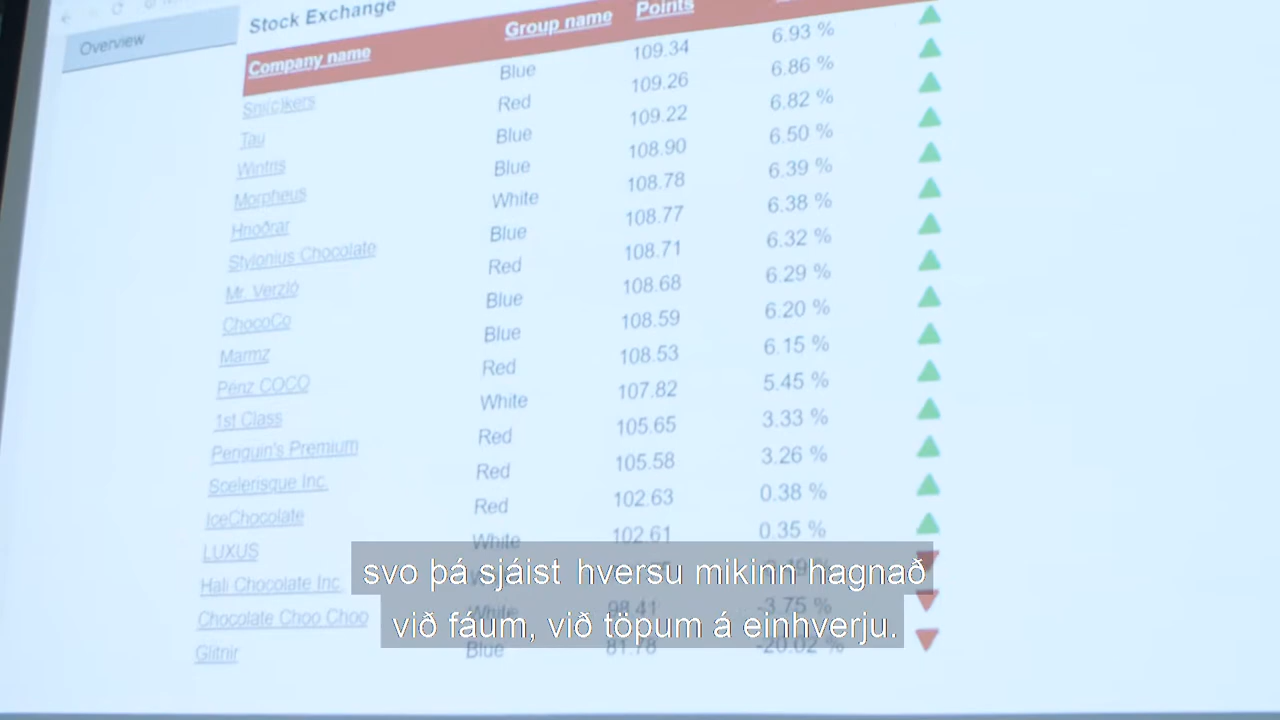 Stock Exchange
Overview
Company name Group name Points
Sn(c)kers Blue 109.34 6.93 %
Tau Red 109.26 6.86 %
Wintris Blue 109.22 6.82 %
Morpheus Blue 108.90 6.50 %
Hnoðrar White 108.78 6.39 %
Stylonius Chocolate Blue 108.77 6.38 %
Mr. Verzló Red 108.71 6.32 %
ChocoCo Blue 108.68 6.29 %
Marmz Blue 108.59 6.20 %
Pénz COCO Red 108.53 6.15 %
1st Class White 107.82 5.45 %
Penguin's Premium Red 105.65 3.33 %
Scelerisque Inc. Red 105.58 3.26 %
IceChocolate Red 102.63 0.38 %
LUXUS White 102.61 0.35 %
Hali Chocolate Inc.
Chocolate Choo Choo White 98.41 -3.75 %
Glitnir Blue 81.78 -20.02 %
svo þá sjáist hversu mikinn hagnað
við fáum, við töpum á einhverju.